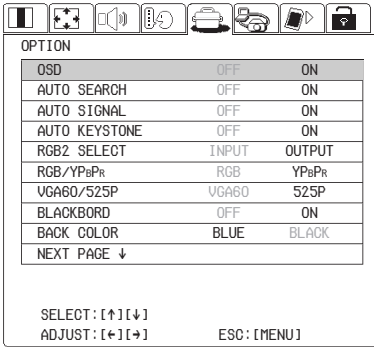 OPTION
OSD OFF ON
AUTO SEARCH OFF ON
AUTO SIGNAL OFF ON
AUTO KEYSTONE OFF ON
RGB2 SELECT INPUT OUTPUT
RGB/YPBPR RGB YPBPR
VGA60/525P VGA60 525P
BLACKBORD OFF ON
BACK COLOR BLUE BLACK
NEXT PAGE ↓
SELECT:[↑][↓]
ADJUST:[←][→] ESC:[MENU]